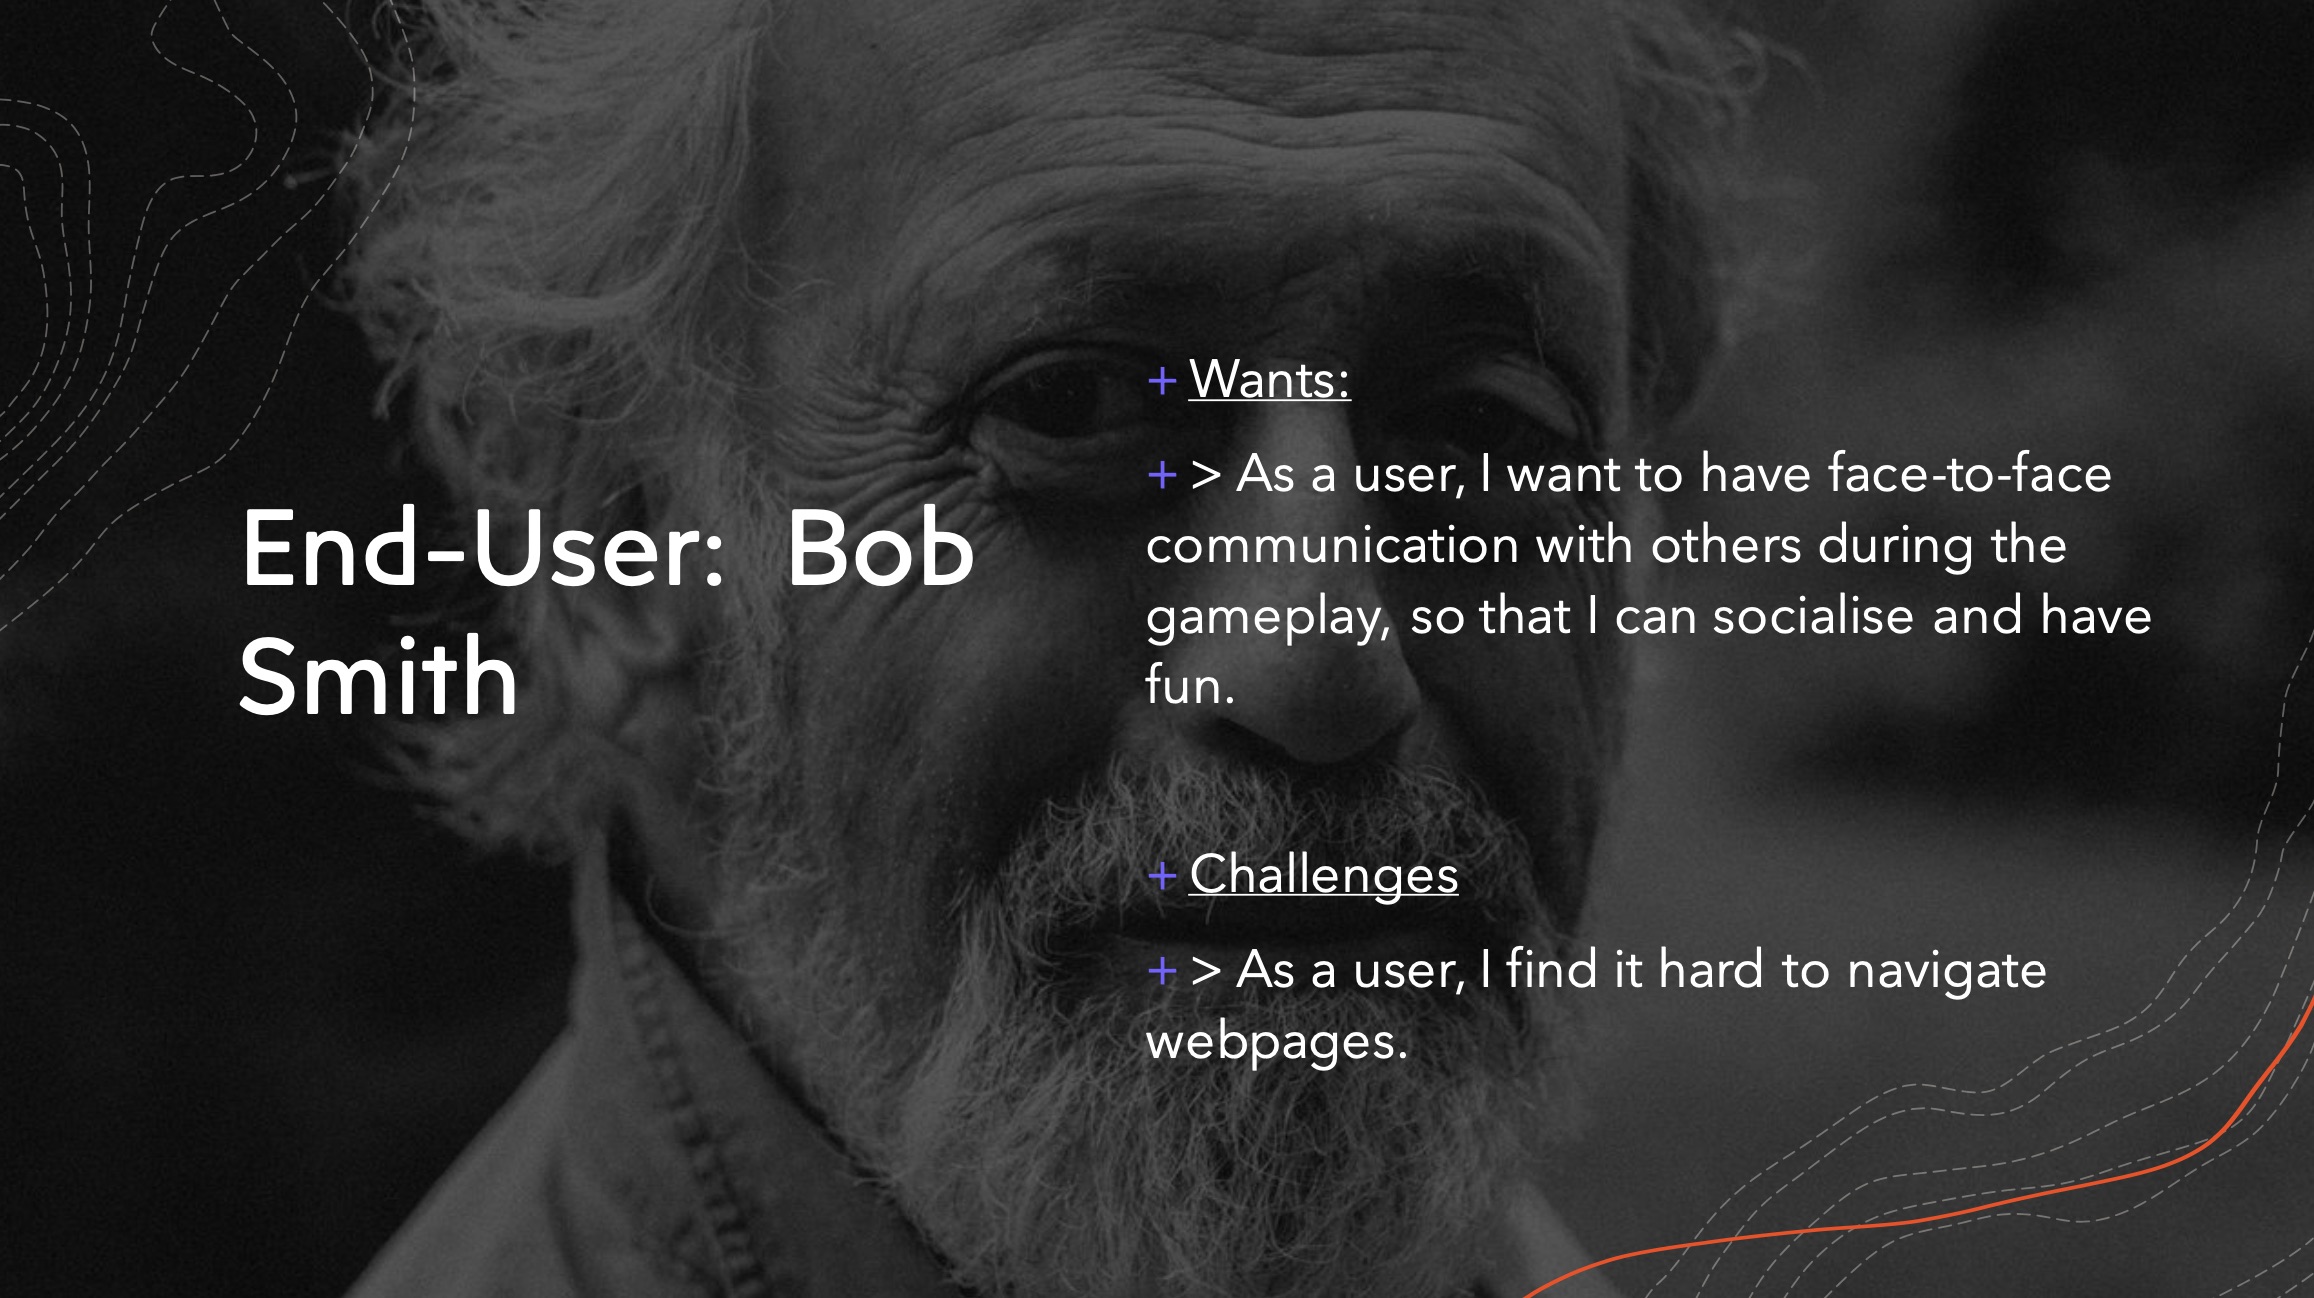 End-User: Bob
Smith
+ Wants:
+ > As a user, I want to have face-to-face
communication with others during the
gameplay, so that I can socialise and have
fun.
+ Challenges
+ > As a user, I find it hard to navigate
webpages.